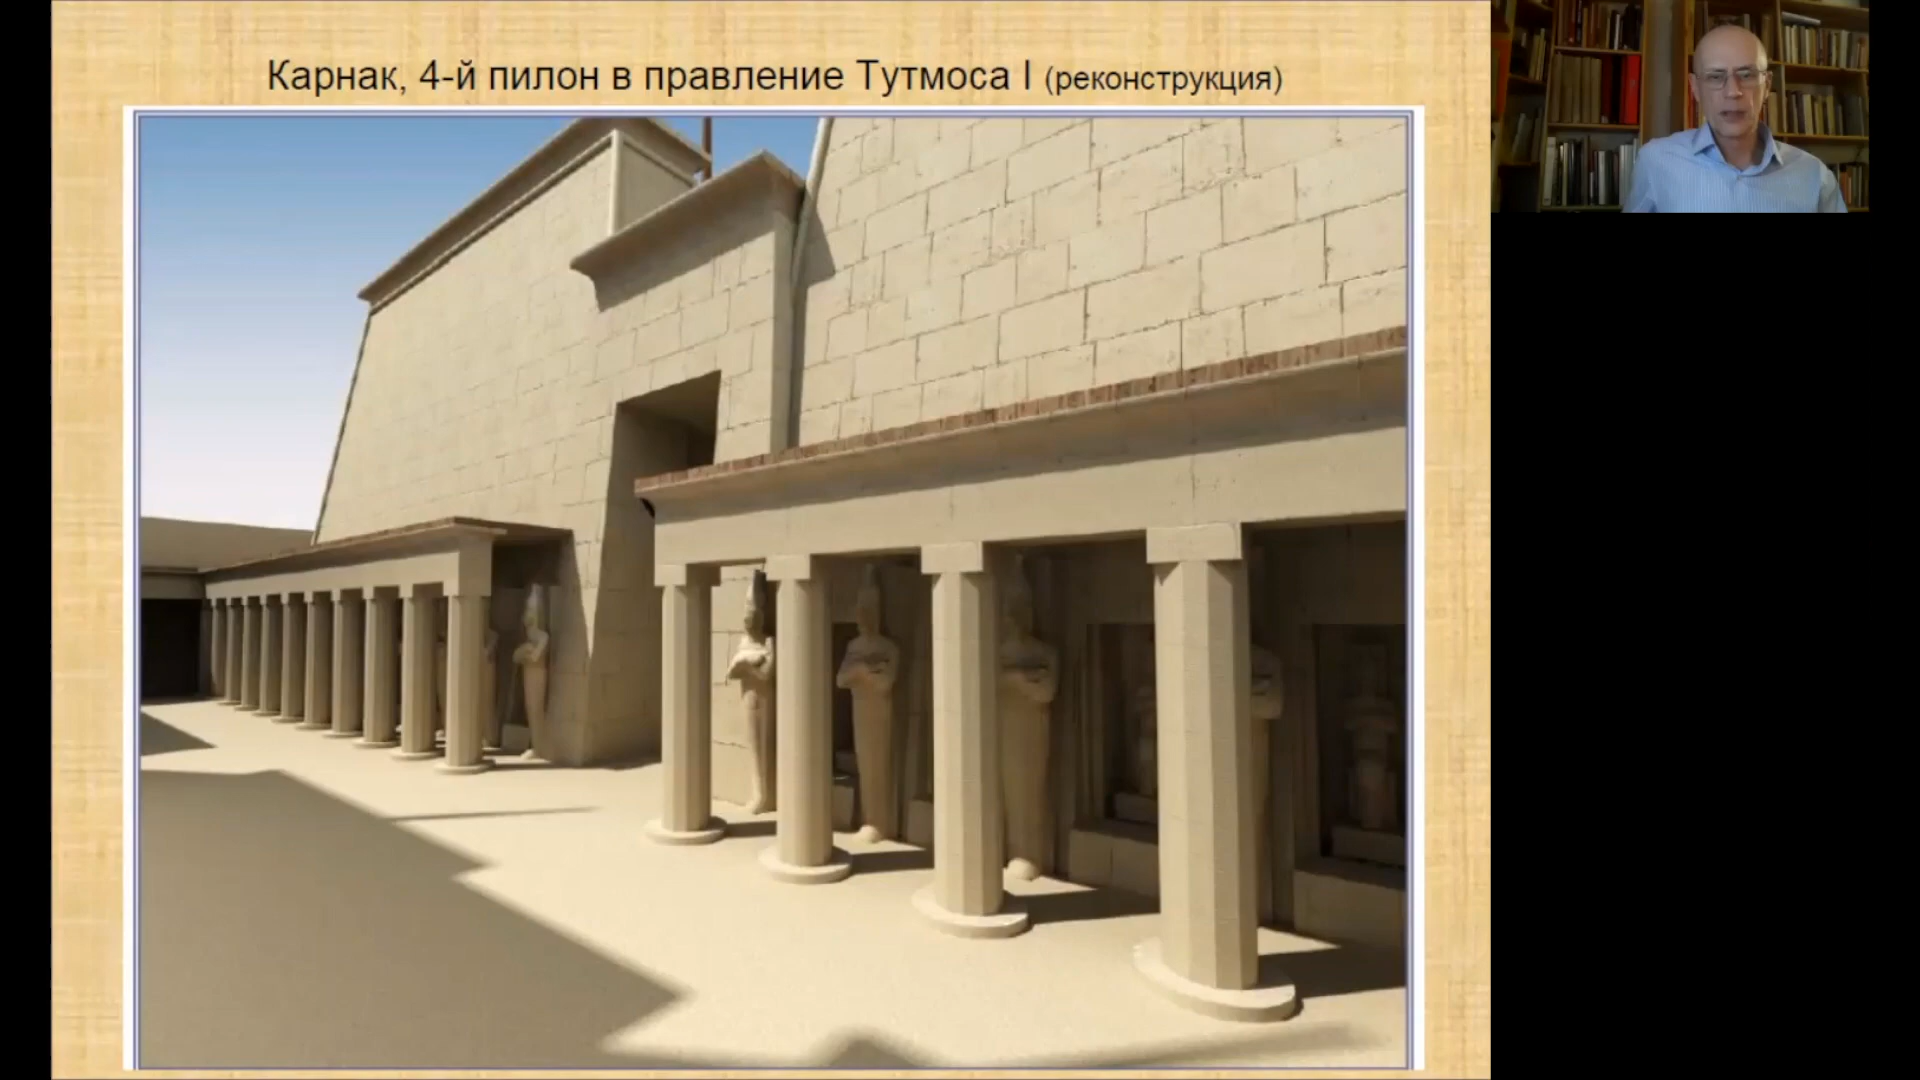 Карнак, 4-й пилон в правление Тутмоса I (реконструкция)